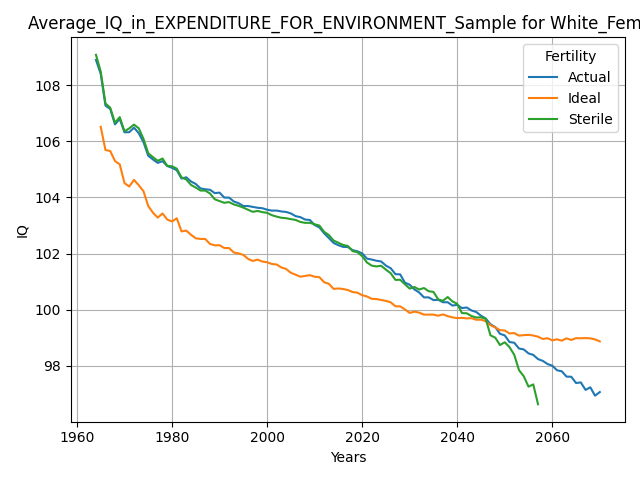 Average_IQ_in_EXPENDITURE_FOR_ENVIRONMENT_Sample for White_Fem
Fertility
Actual
Ideal
Sterile
IQ
108
106
104
102
100
98
1960 1980 2000 2020 2040 2060
Years